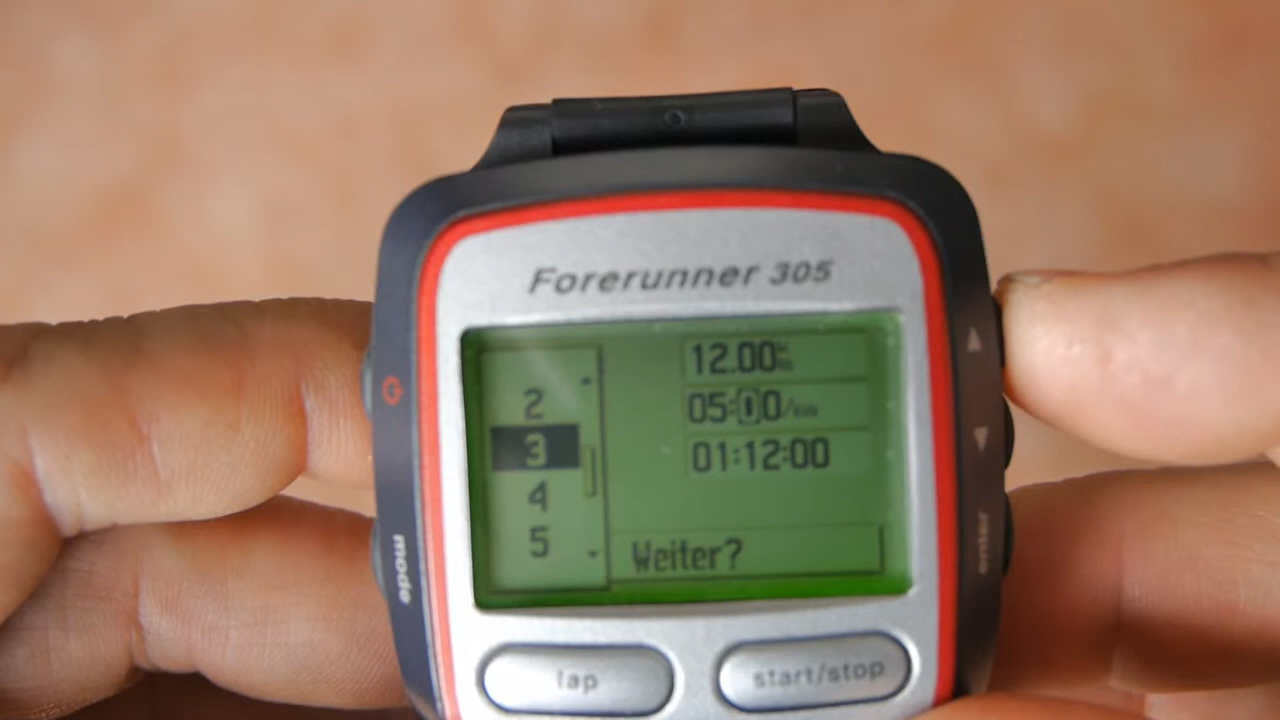 Forerunner 305
12.00
05:00/km
01:12:00
2
3
4
5
Weiter?
mode
enter
lap
start/stop